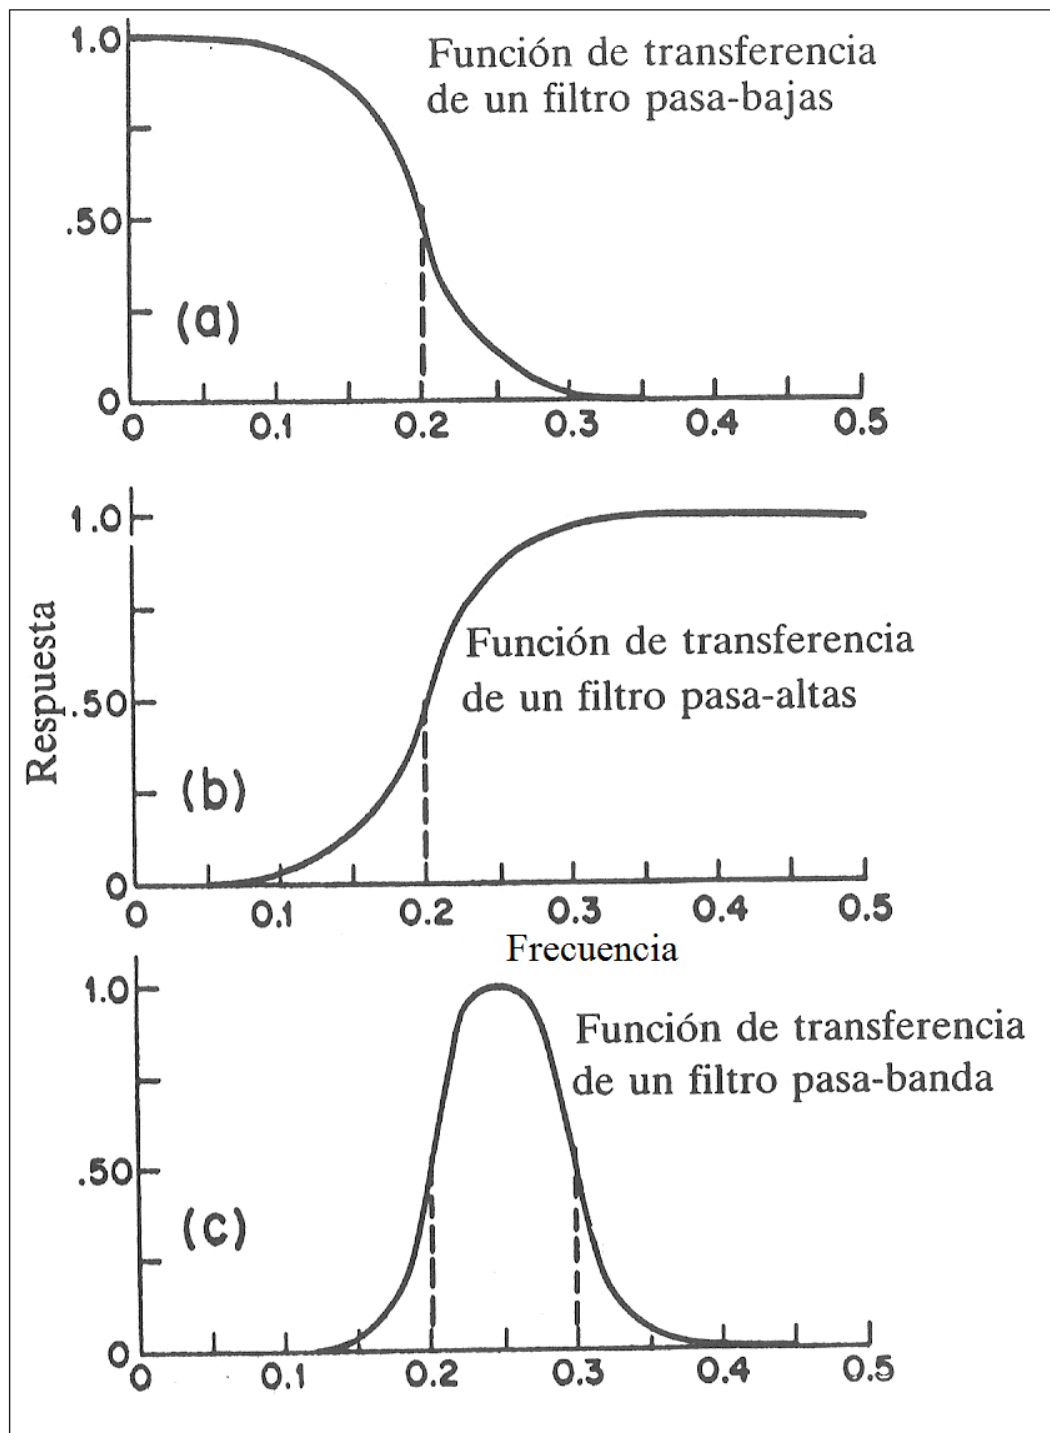 1.0
Función de transferencia
de un filtro pasa-bajas
.50
(a)
0
0 0.1 0.2 0.3 0.4 0.5
1.0
Respuesta
Función de transferencia
.50
de un filtro pasa-altas
(b)
0
0 0.1 0.2 0.3 0.4 0.5
Frecuencia
1.0
Función de transferencia
de un filtro pasa-banda
.50
(c)
0
0 0.1 0.2 0.3 0.4 0.5